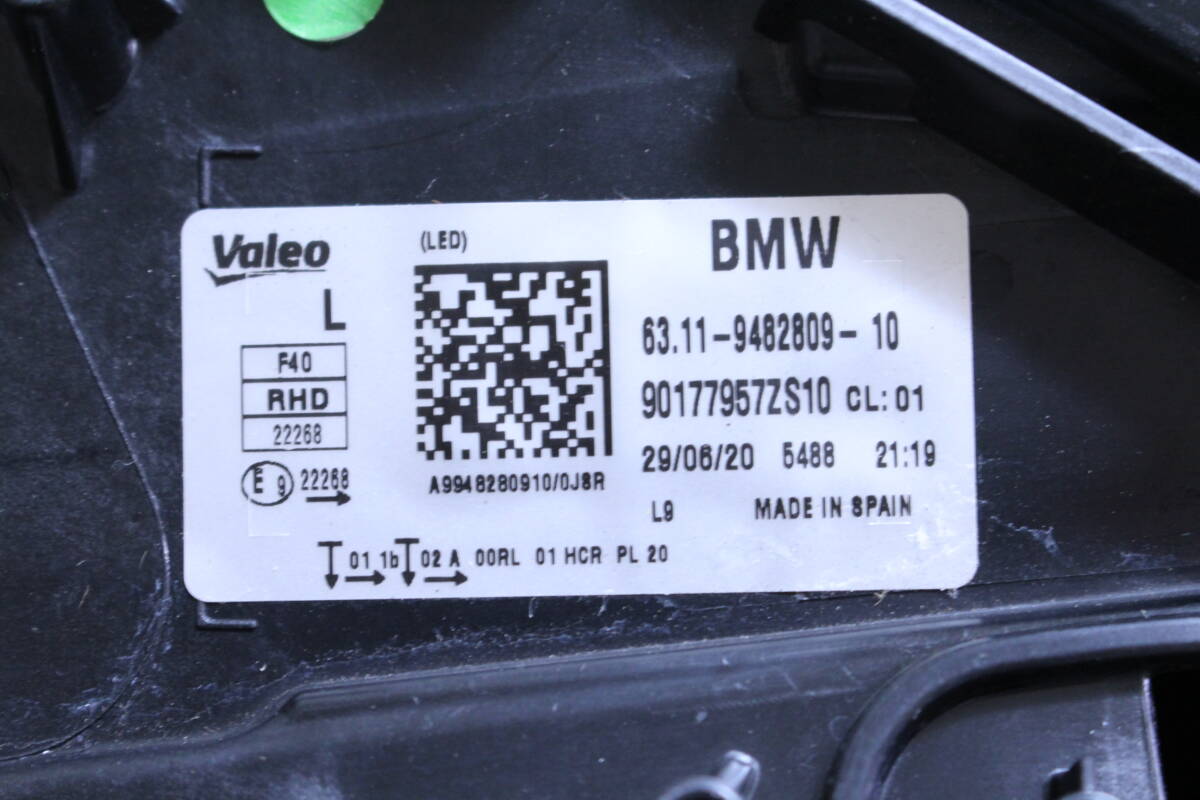 Valeo
L
F40
RHD
22268
E 9 22268
(LED)
A9948280910/0J8R
BMW
63.11-9482809-10
90177957ZS10 CL:01
29/06/20 5488 21:19
L9 MADE IN SPAIN
01 1b 02 A 00RL 01 HCR PL 20